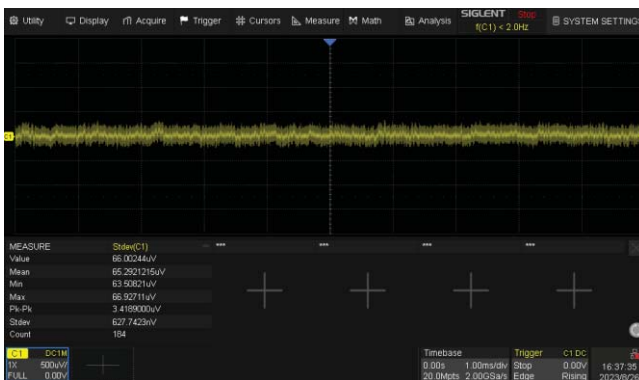 Utility Display Acquire Trigger Cursors Measure Math Analysis SIGLENT Stop SYSTEM SETTING
f(C1) < 2.0Hz
C1
MEASURE Stdev(C1) *** *** *** ***
Value 66.00244uV
Mean 65.2921215uV
Min 63.50821uV
Max 66.92711uV
Pk-Pk 3.4189000uV
Stdev 627.7423nV
Count 184
C1 DC1M Timebase Trigger C1 DC
1X 500uV/ 0.00s 1.00ms/div Stop 0.00V 16:37:35
FULL 0.00V 20.0Mpts 2.00GSa/s Edge Rising 2023/8/26